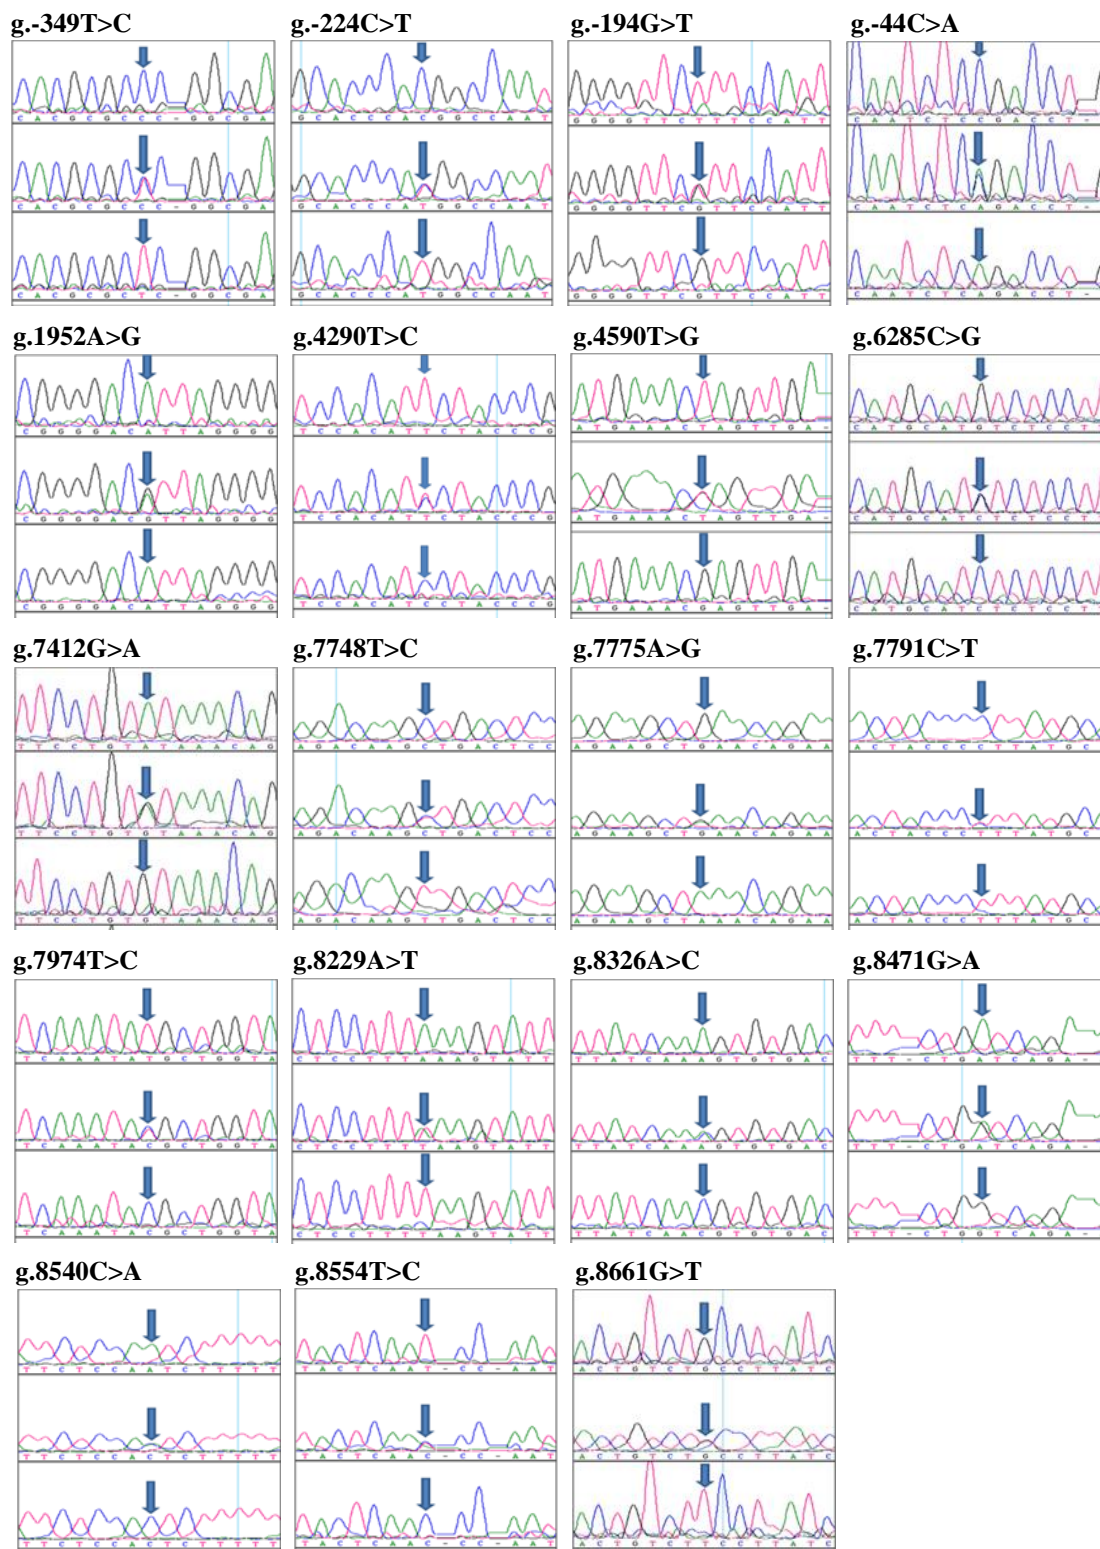 g.-349T>C g.-224C>T g.-194G>T g.-44C>A
C A C G C G C C C - G G C G A G C A C C C A C G G C C A A T G G G G T T C T T C C A T T C A A T C T C C G A C C T -
C A C G C G C C C - G G C G A G C A C C C A T G G C C A A T G G G G T T C G T T C C A T T C A A T C T C A G A C C T -
C A C G C G C T C - G G C G A G C A C C C A T G G C C A A T G G G G T T C G T T C C A T T C A A T C T C A G A C C T -
g.1952A>G g.4290T>C g.4590T>G g.6285C>G
C G G G G A C A T T A G G G G T C C A C A T T C T A C C C G A T G A A A C T A G T T G A - C A T G C A T G T C T C C T
C G G G G A C G T T A G G G G T C C A C A T T C T A C C C G A T G A A A C T A G T T G A - C A T G C A T C T C T C C T
C G G G G A C A T T A G G G G T C C A C A T C C T A C C C G A T G A A A C G A G T T G A - C A T G C A T C T C T C C T
g.7412G>A g.7748T>C g.7775A>G g.7791C>T
T T C C T G T A T A A A C A G A G C A A G C T G A C T C C A G A A G C T G A A C A G A A A C T A C C C C T T A T G C
T T C C T G T G T A A A C A G A G C A A G C T G A C T C C A G A A G C T G A A C A G A A A C T A C C C T T T A T G C
T T C C T G T G T A A A C A G A G C A A G T T G A C T C C A G A A G C T A A A C A G A A A C T A C C C C T T A T G C
g.7974T>C g.8229A>T g.8326A>C g.8471G>A
T C A A A T A T G C T G G T A C T C C T T T A A A G T A T T T T A T C A A A G T G T G A C T T T - C T G A T C A G A -
T C A A A T A C G C T G G T A C T C C T T T T A A G T A T T T T A T C A A A G T G T G A C T T T - C T G A T C A G A -
T C A A A T A C G C T G G T A C T C C T T T T A A G T A T T T T A T C A A C G T G T G A C T T T - C T G G T C A G A -
g.8540C>A g.8554T>C g.8661G>T
T T C T C C A A T C T T T T T T A C T C A A T - C C - A A T A C T G T C T G C C T T A T C
T T C T C C A C T C T T T T T T A C T C A A C - C C - A A T A C T G T C T G C C T T A T C
T T C T C C A C T C T T T T T T A C T C A A C - C C - A A T A C T G T C T T C C T T A T C